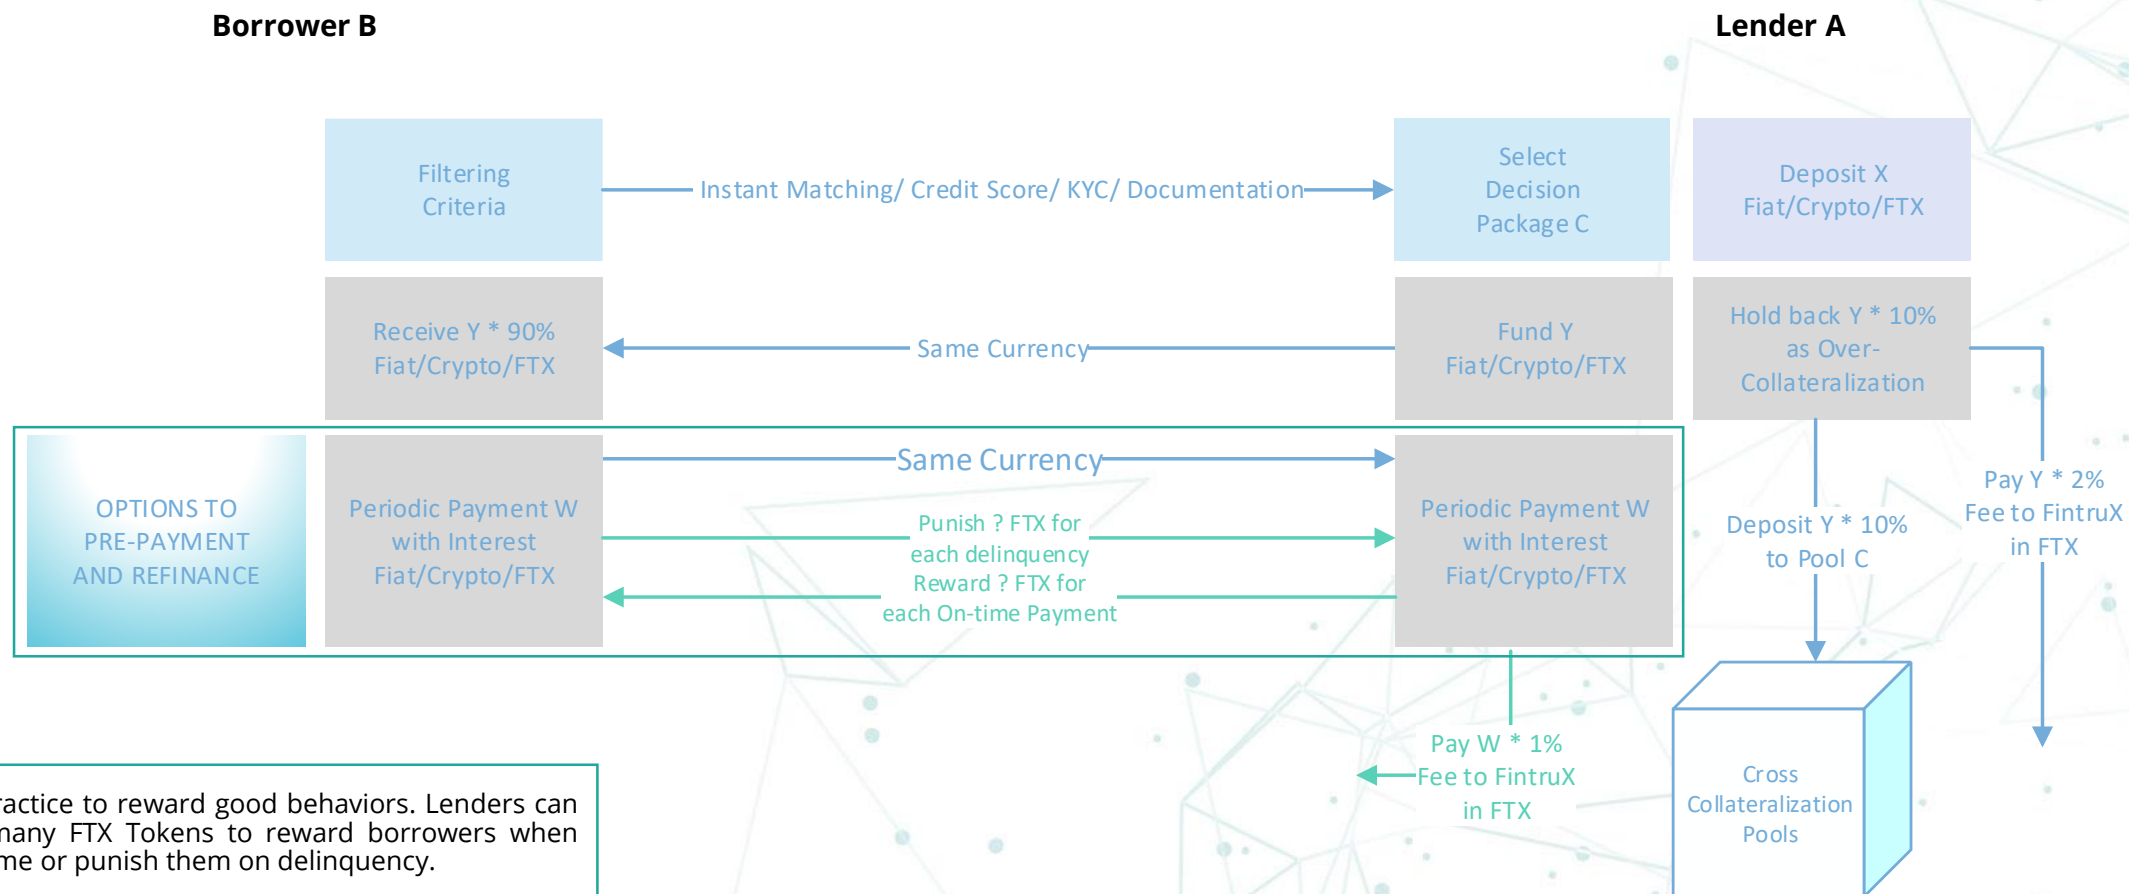 Borrower B
Lender A
Filtering
Criteria
Instant Matching/ Credit Score/ KYC/ Documentation
Select
Decision
Package C
Deposit X
Fiat/Crypto/FTX
Receive Y * 90%
Fiat/Crypto/FTX
Same Currency
Fund Y
Fiat/Crypto/FTX
Hold back Y * 10%
as Over-
Collateralization
OPTIONS TO
PRE-PAYMENT
AND REFINANCE
Periodic Payment W
with Interest
Fiat/Crypto/FTX
Same Currency
Punish ? FTX for
each delinquency
Reward ? FTX for
each On-time Payment
Periodic Payment W
with Interest
Fiat/Crypto/FTX
Deposit Y * 10%
to Pool C
Pay Y * 2%
Fee to FintruX
in FTX
Pay W * 1%
Fee to FintruX
in FTX
Cross
Collateralization
Pools
to reward good behaviors. Lenders can
FTX Tokens to reward borrowers when
or punish them on delinquency.